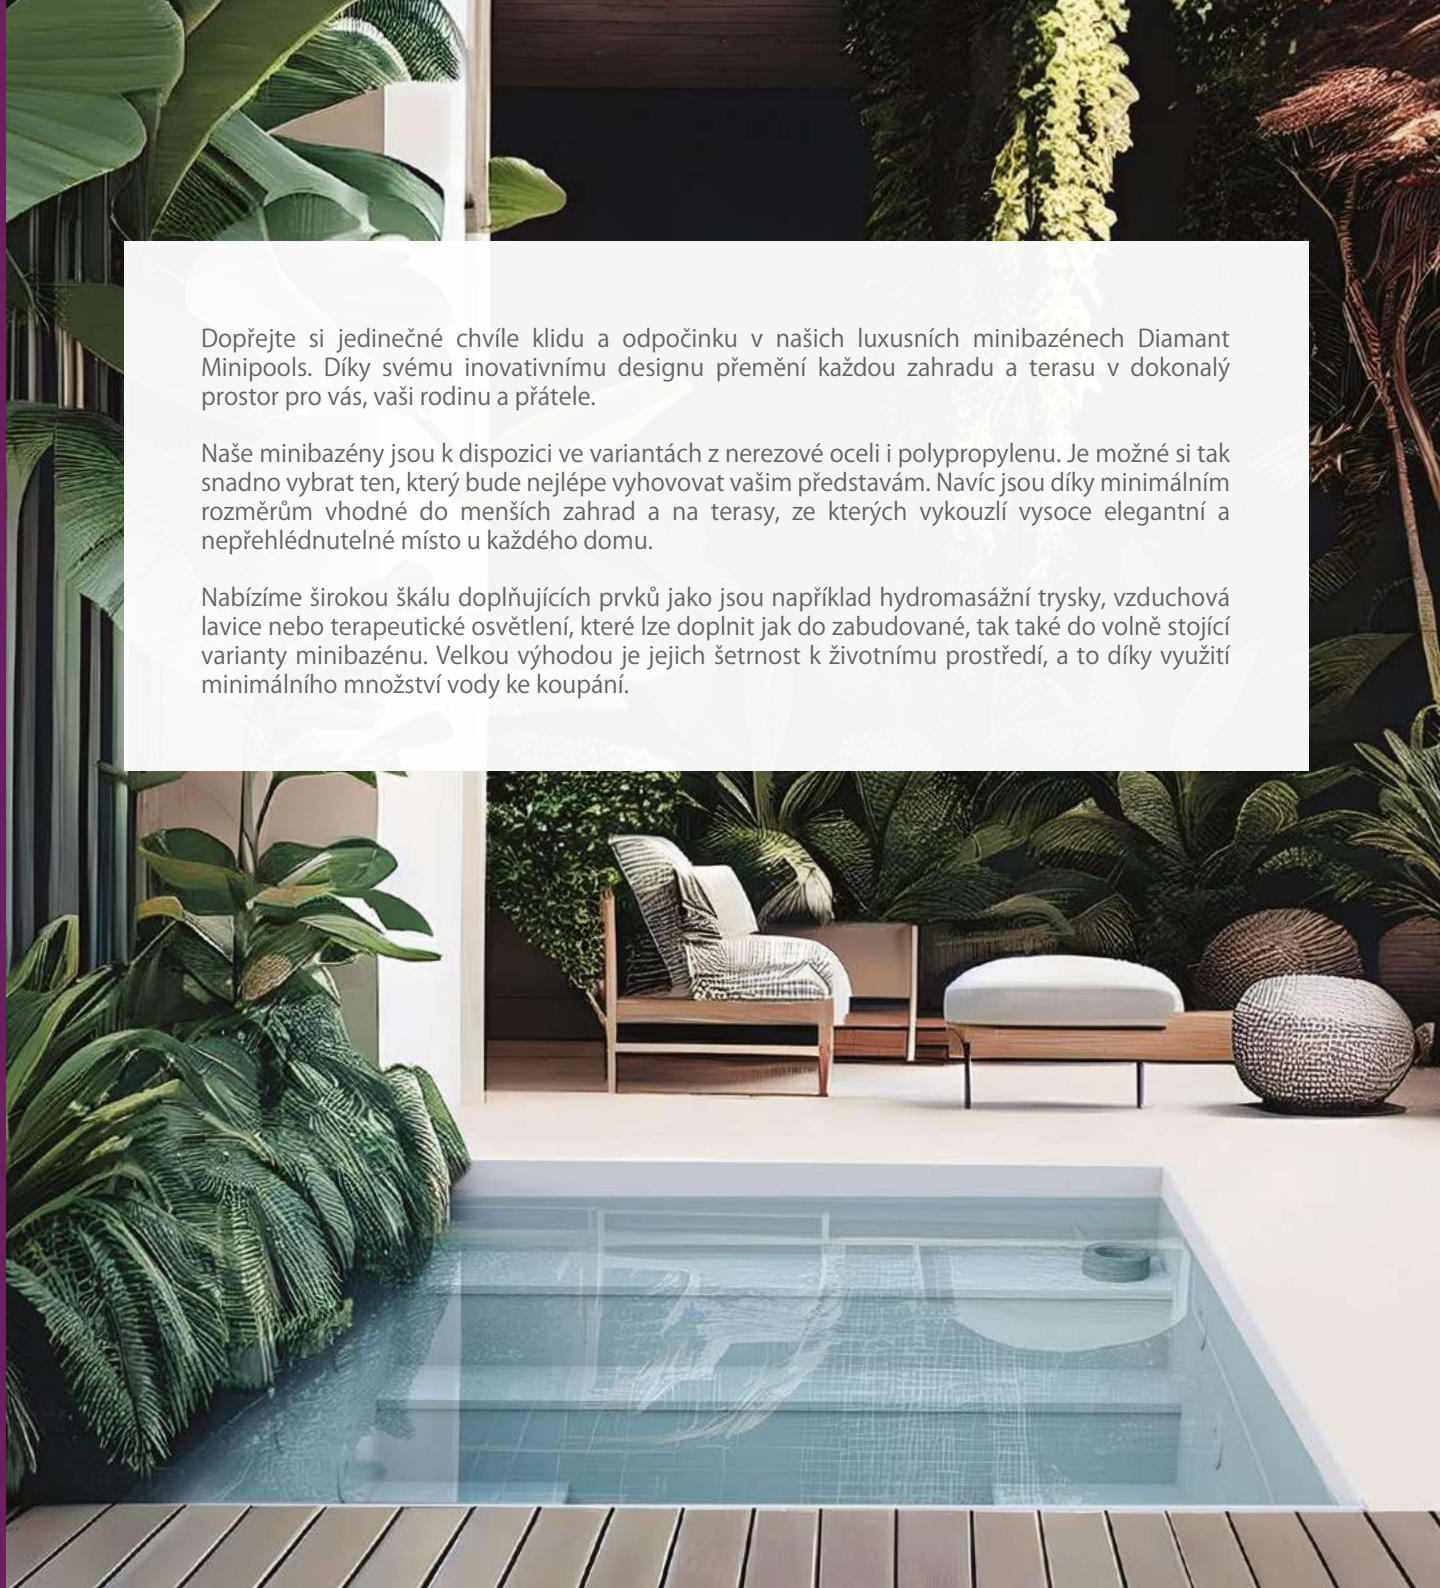 Dopřejte si jedinečné chvíle klidu a odpočinku v našich luxusních minibazénech Diamant
Minipools. Díky svému inovativnímu designu přemění každou zahradu a terasu v dokonalý
prostor pro vás, vaši rodinu a přátele.
Naše minibazény jsou k dispozici ve variantách z nerezové oceli i polypropylenu. Je možné si tak
snadno vybrat ten, který bude nejlépe vyhovovat vašim představám. Navíc jsou díky minimálním
rozměrům vhodné do menších zahrad a na terasy, ze kterých vykouzlí vysoce elegantní a
nepřehlédnutelné místo u každého domu.
Nabízíme širokou škálu doplňujících prvků jako jsou například hydromasážní trysky, vzduchová
lavice nebo terapeutické osvětlení, které lze doplnit jak do zabudované, tak také do volně stojící
varianty minibazénu. Velkou výhodou je jejich šetrnost k životnímu prostředí, a to díky využití
minimálního množství vody ke koupání.